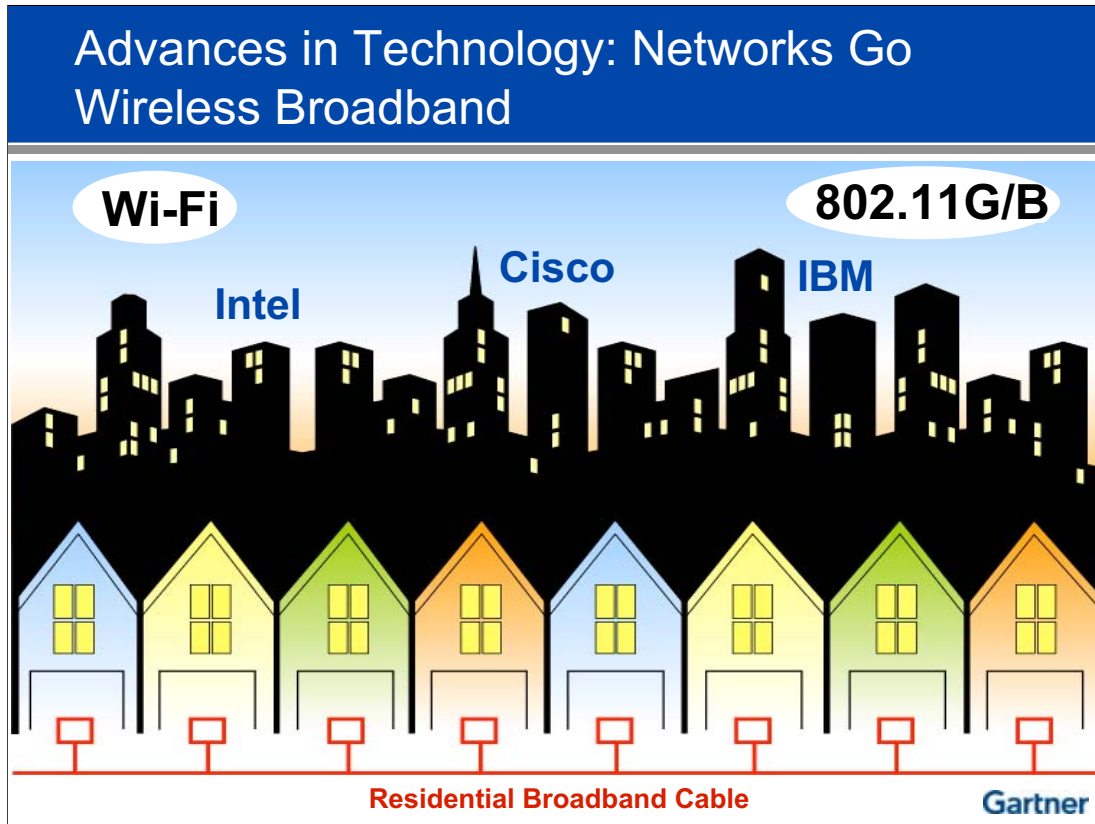 Advances in Technology: Networks Go
Wireless Broadband
Wi-Fi
802.11G/B
Cisco
IBM
Intel
Residential Broadband Cable
Gartner